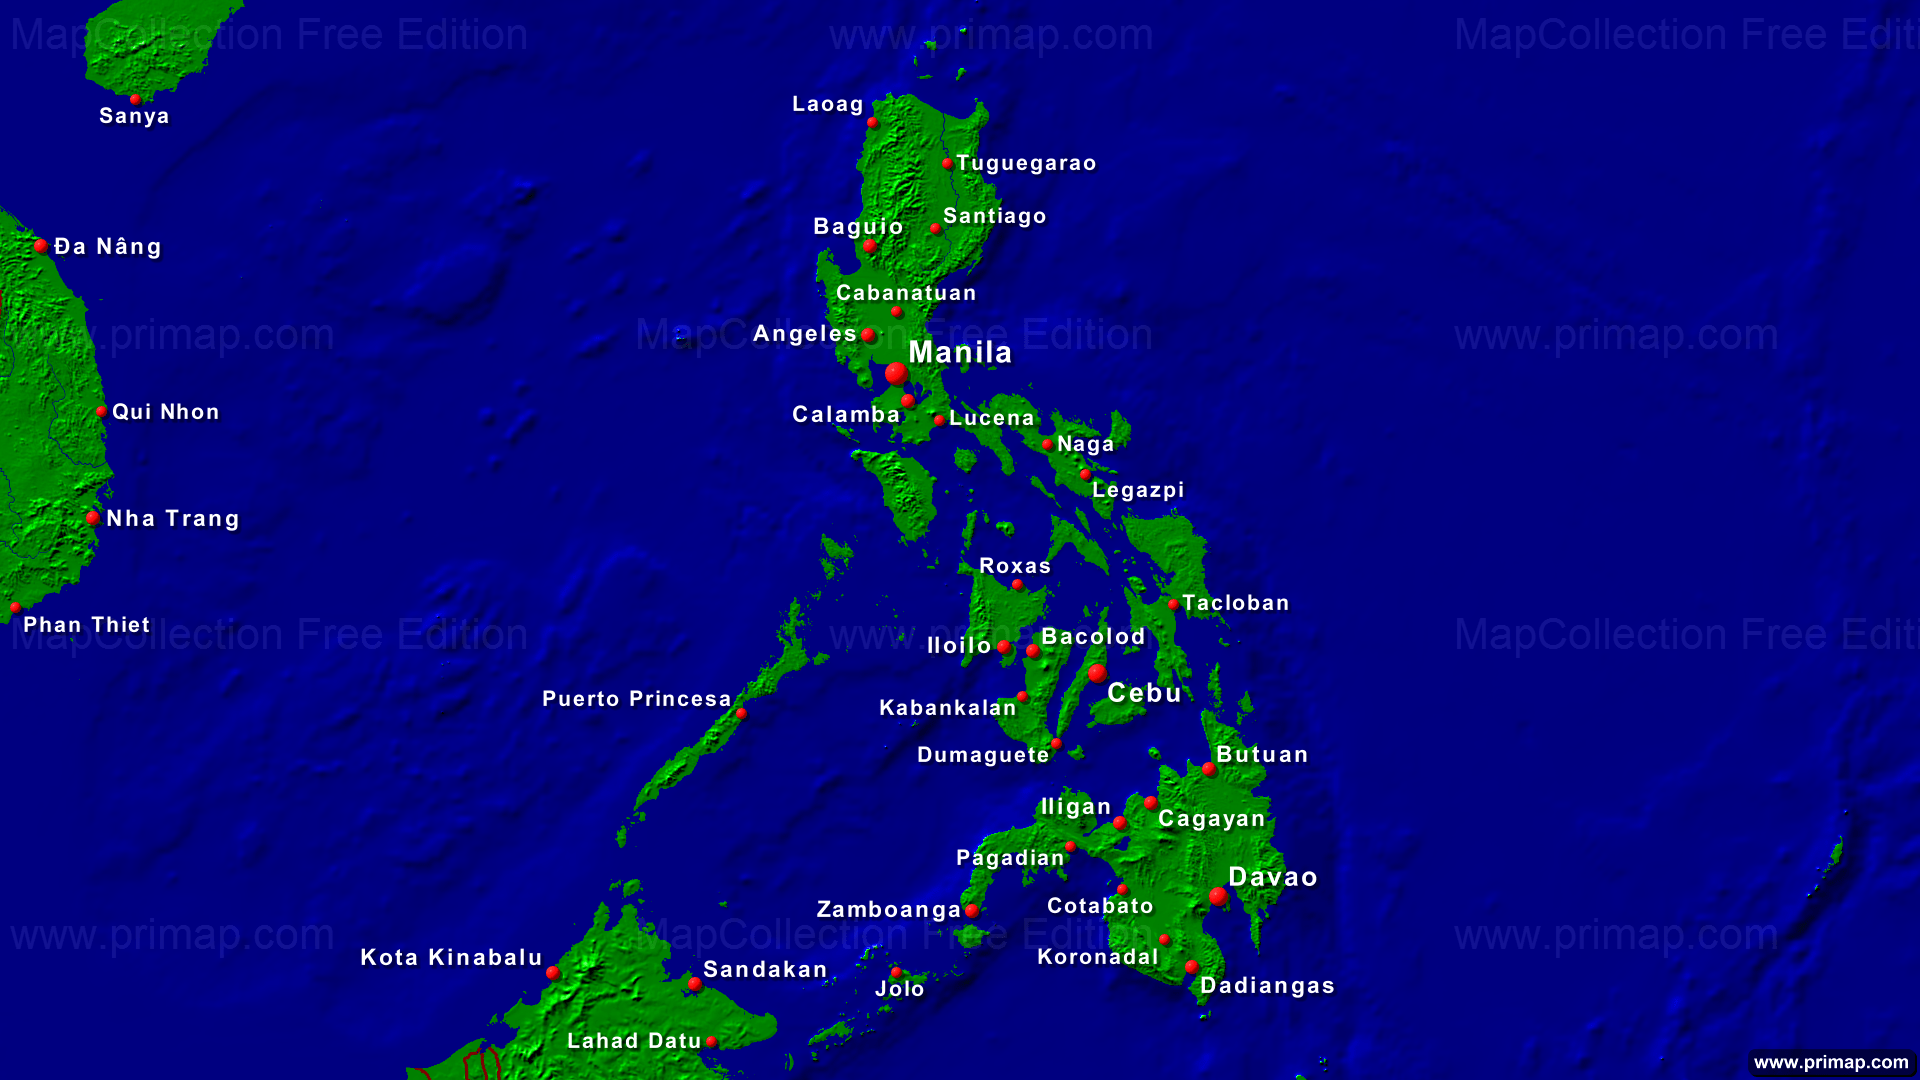 MapCollection Free Edition
www.primap.com
MapCollection Free Edit
Laoag
Sanya
Tuguegarao
Santiago
Baguio
Đa Nâng
Cabanatuan
www.primap.com
MapCollection Free Edition
www.primap.com
Angeles
Manila
Qui Nhon
Calamba
Lucena
Naga
Legazpi
Nha Trang
Roxas
Tacloban
Phan Thiet
MapCollection Free Edition
www.primap.com
MapCollection Free Edit
Bacolod
Iloilo
Cebu
Puerto Princesa
Kabankalan
Dumaguete
Butuan
Iligan
Cagayan
Pagadian
Davao
Cotabato
Zamboanga
www.primap.com
MapCollection Free Edition
www.primap.com
Kota Kinabalu
Koronadal
Sandakan
Jolo
Dadiangas
Lahad Datu
www.primap.com